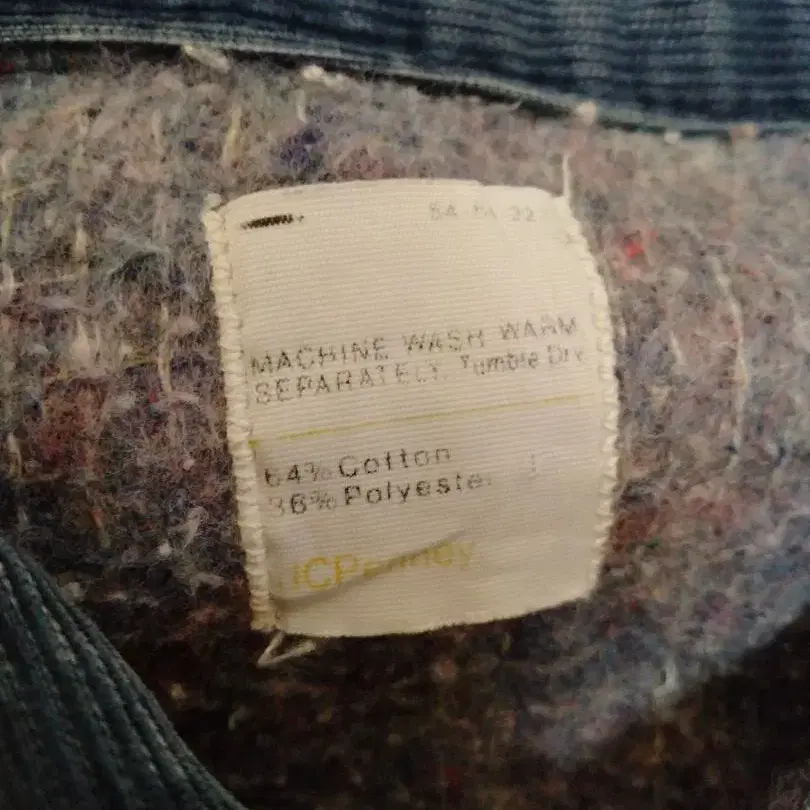 MACHINE WASH WARM
SEPARATELY. Tumble Dry
64% Cotton
36% Polyester
JCPenney